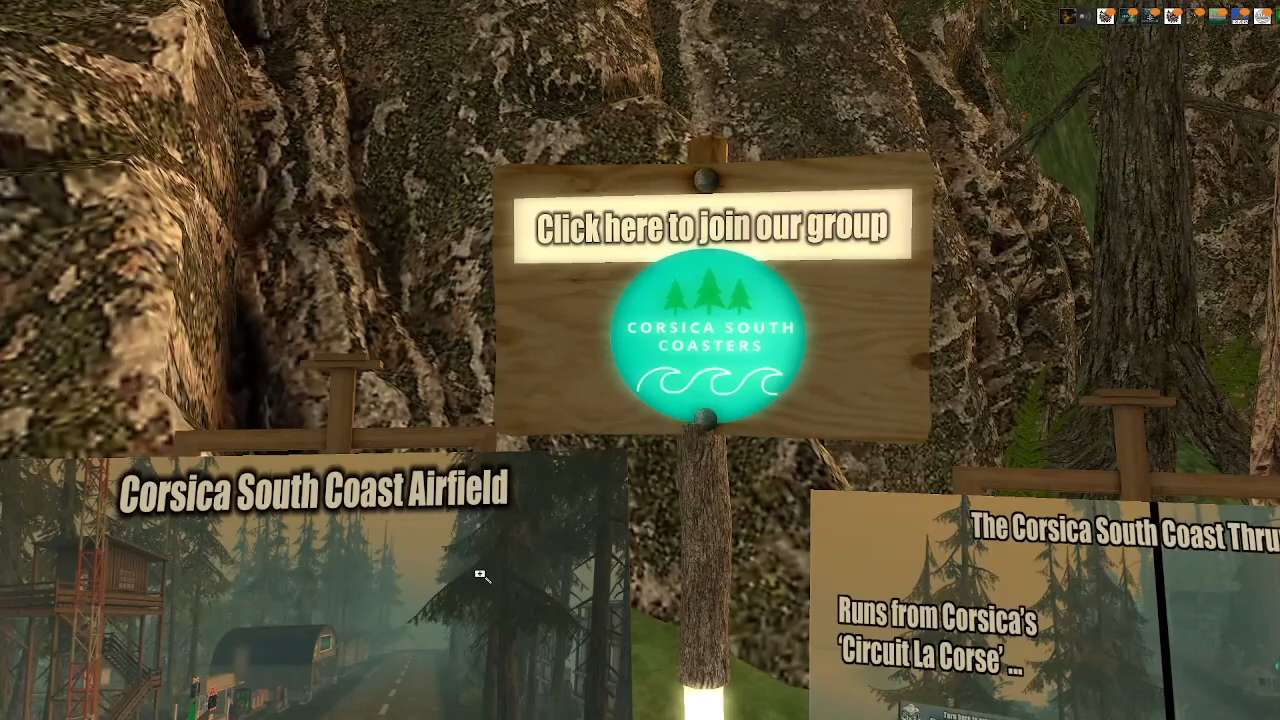 Click here to join our group
CORSICA SOUTH
COASTERS
Corsica South Coast Airfield
The Corsica South Coast Thru
Runs from Corsica's
'Circuit La Corse' ...